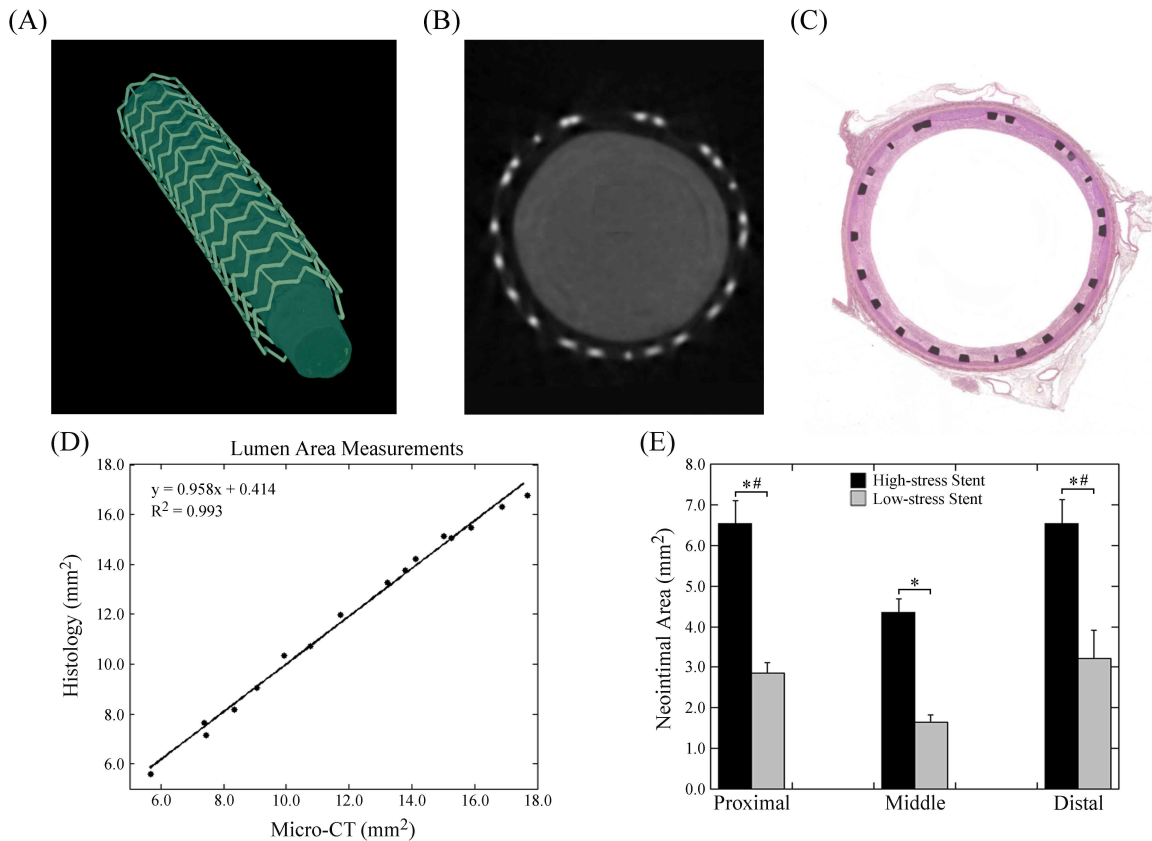 (A)
(B)
(C)
(D)
Lumen Area Measurements
y = 0.958x + 0.414
R² = 0.993
18.0
16.0
14.0
12.0
10.0
8.0
6.0
Histology (mm²)
6.0 8.0 10.0 12.0 14.0 16.0 18.0
Micro-CT (mm²)
(E)
8.0
7.0
6.0
5.0
4.0
3.0
2.0
1.0
0.0
Neointimal Area (mm²)
High-stress Stent
Low-stress Stent
*#
*
*#
Proximal Middle Distal